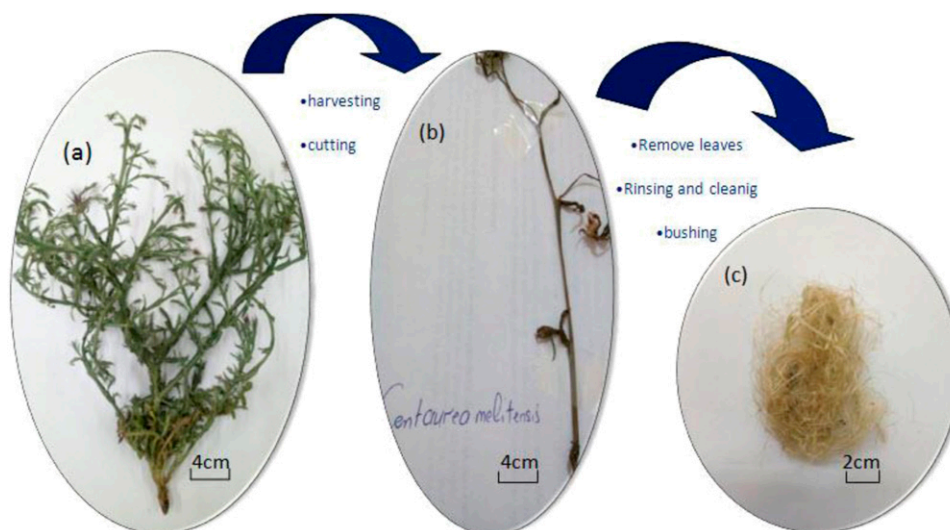 (a)
•harvesting
•cutting
(b)
•Remove leaves
•Rinsing and cleanig
•bushing
(c)
Centaurea melitensis
4cm
4cm
2cm